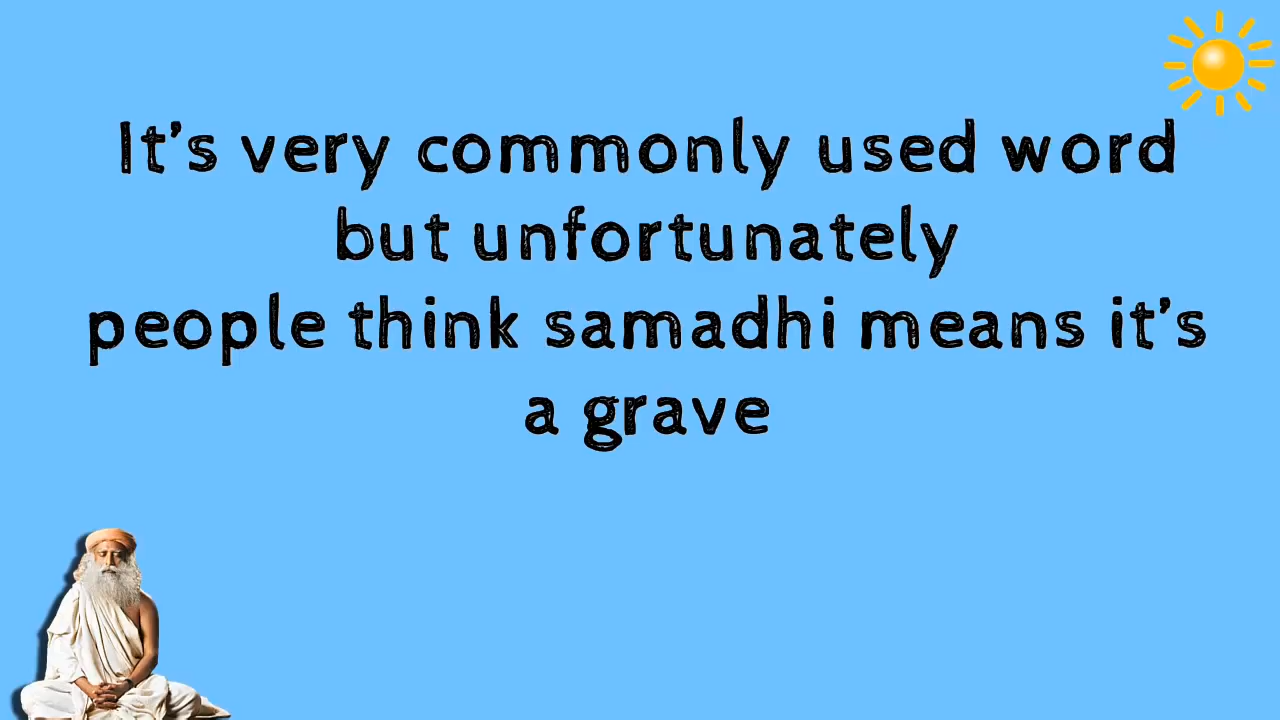 It's very commonly used word
but unfortunately
people think samadhi means it's
a grave